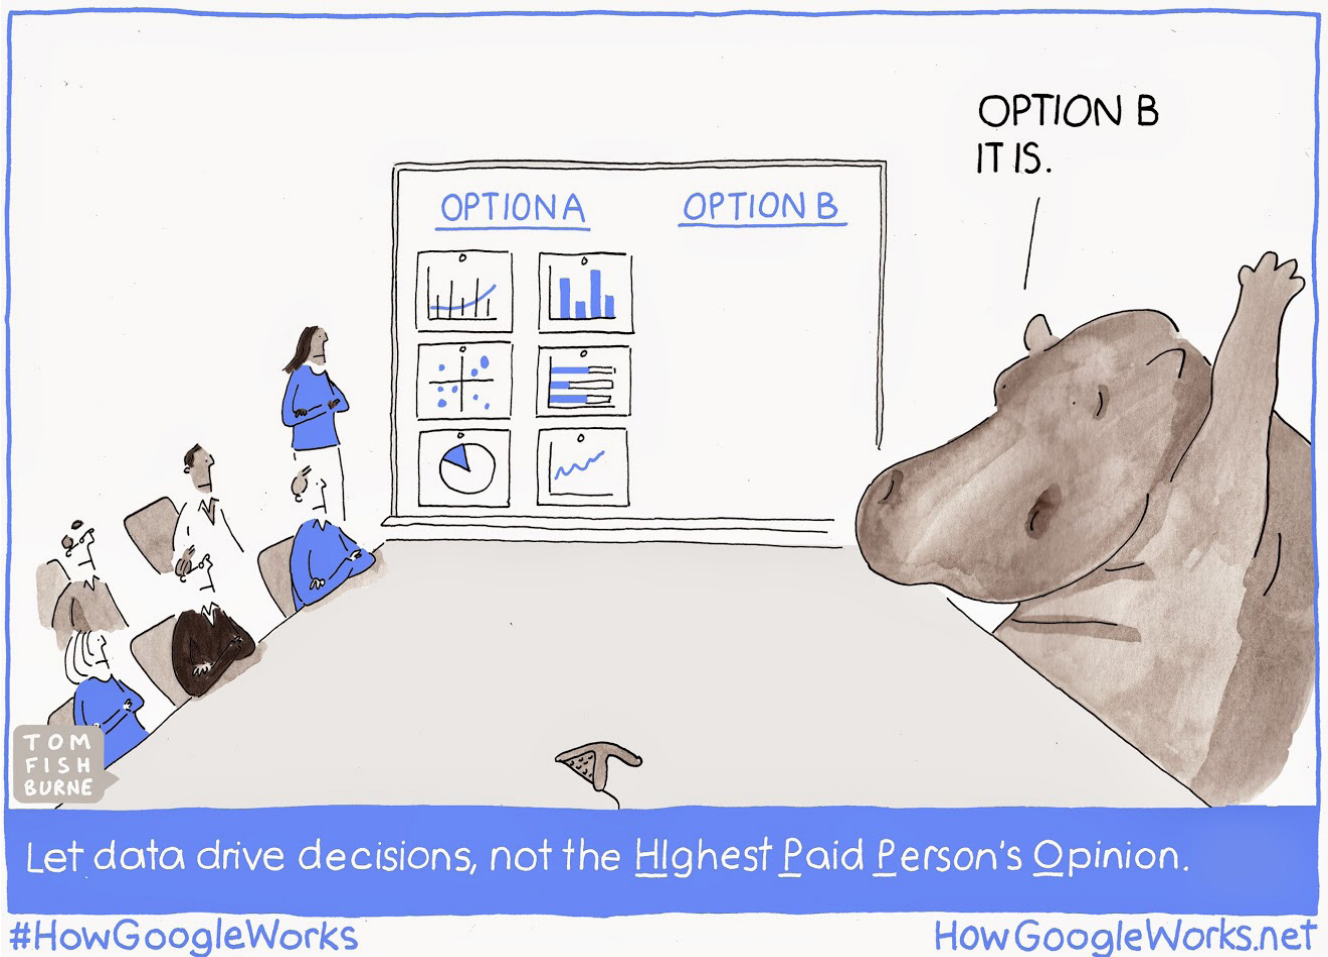 OPTION B
IT IS.
OPTION A
OPTION B
TOM
FISH
BURNE
Let data drive decisions, not the HIghest Paid Person's Opinion.
#HowGoogleWorks
HowGoogleWorks.net